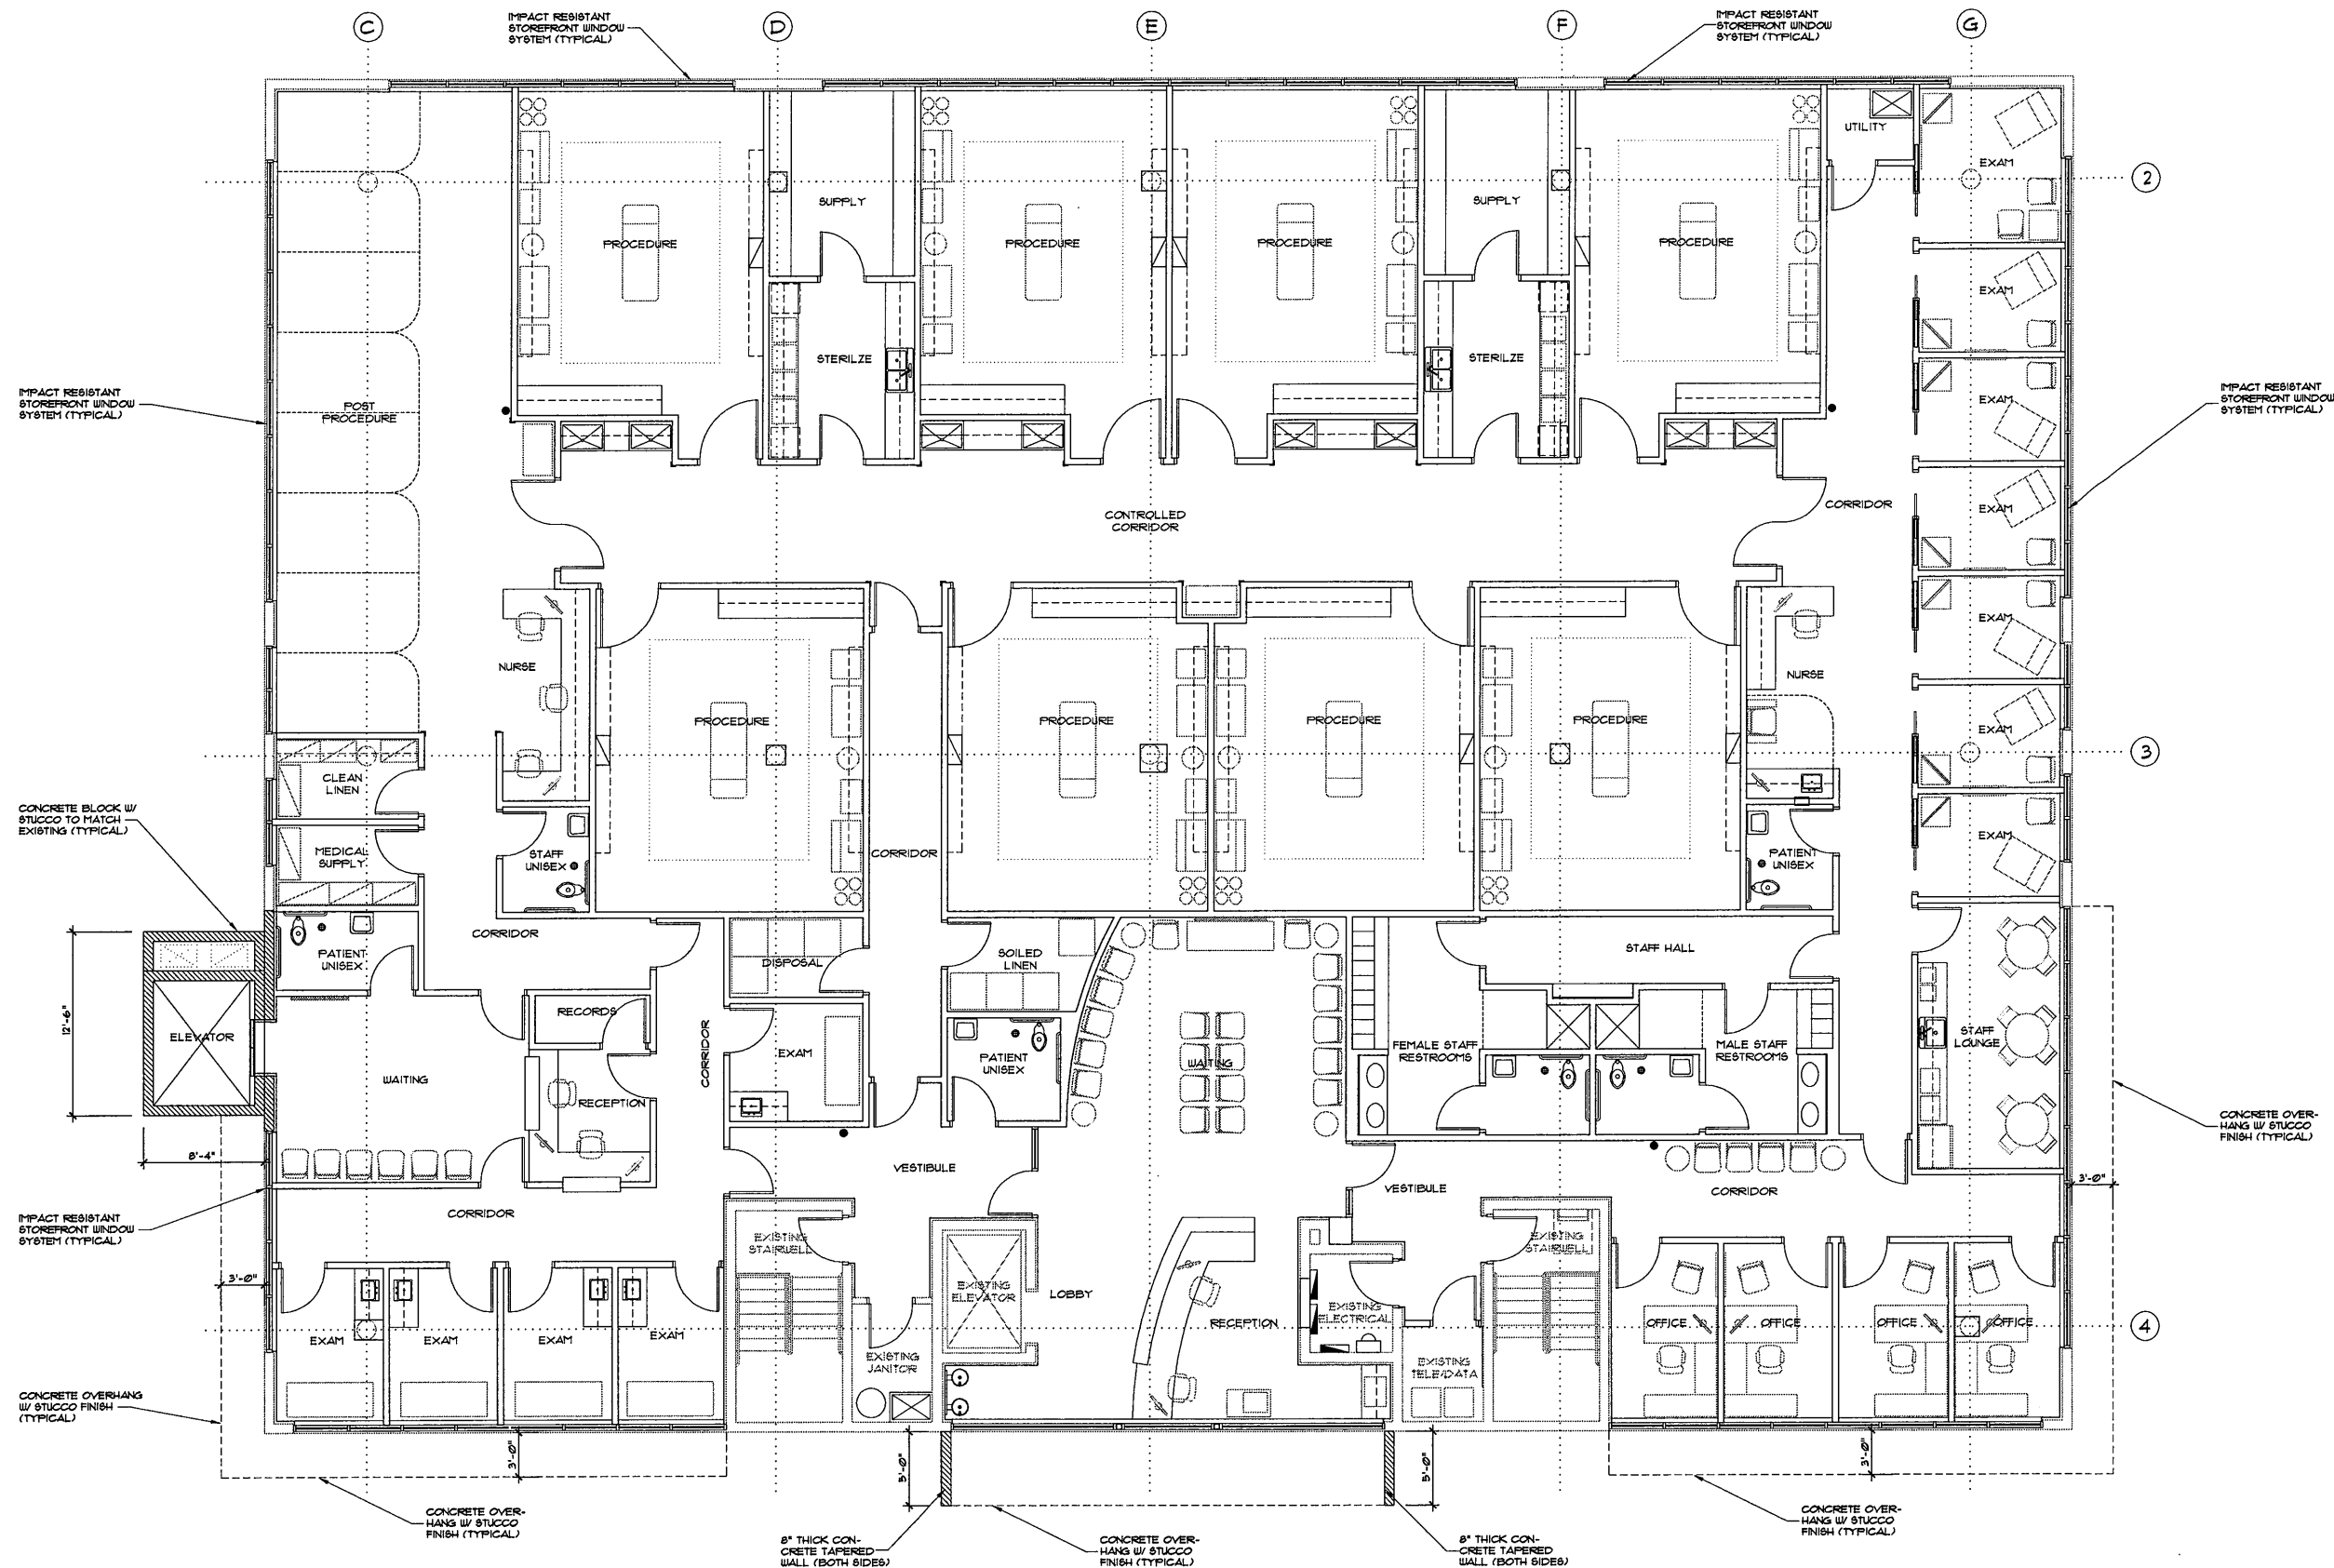 C
IMPACT RESISTANT
STOREFRONT WINDOW
SYSTEM (TYPICAL)
D
E
F
IMPACT RESISTANT
STOREFRONT WINDOW
SYSTEM (TYPICAL)
G
UTILITY
EXAM
2
SUPPLY
SUPPLY
PROCEDURE
PROCEDURE
PROCEDURE
PROCEDURE
EXAM
STERILZE
STERILZE
IMPACT RESISTANT
STOREFRONT WINDOW
SYSTEM (TYPICAL)
POST
PROCEDURE
EXAM
IMPACT RESISTANT
STOREFRONT WINDOW
SYSTEM (TYPICAL)
CONTROLLED
CORRIDOR
CORRIDOR
EXAM
EXAM
NURSE
NURSE
PROCEDURE
PROCEDURE
PROCEDURE
PROCEDURE
EXAM
3
CLEAN
LINEN
CONCRETE BLOCK W/
STUCCO TO MATCH
EXISTING (TYPICAL)
MEDICAL
SUPPLY
STAFF
UNISEX
CORRIDOR
PATIENT
UNISEX
EXAM
CORRIDOR
PATIENT
UNISEX
DISPOSAL
SOILED
LINEN
STAFF HALL
12'-6"
ELEVATOR
RECORDS
CORRIDOR
EXAM
PATIENT
UNISEX
WAITING
FEMALE STAFF
RESTROOMS
MALE STAFF
RESTROOMS
STAFF
LOUNGE
WAITING
RECEPTION
CONCRETE OVER-
HANG W/ STUCCO
FINISH (TYPICAL)
8'-4"
VESTIBULE
VESTIBULE
CORRIDOR
3'-0"
IMPACT RESISTANT
STOREFRONT WINDOW
SYSTEM (TYPICAL)
CORRIDOR
EXISTING
STAIRWELL
EXISTING
STAIRWELL
3'-0"
EXISTING
ELEVATOR
LOBBY
EXISTING
ELECTRICAL
RECEPTION
EXAM
EXAM
EXAM
EXAM
OFFICE
OFFICE
OFFICE
OFFICE
4
EXISTING
JANITOR
EXISTING
TELE/DATA
CONCRETE OVERHANG
W/ STUCCO FINISH
(TYPICAL)
3'-0"
5'-0"
5'-0"
3'-0"
CONCRETE OVER-
HANG W/ STUCCO
FINISH (TYPICAL)
8" THICK CON-
CRETE TAPERED
WALL (BOTH SIDES)
CONCRETE OVER-
HANG W/ STUCCO
FINISH (TYPICAL)
8" THICK CON-
CRETE TAPERED
WALL (BOTH SIDES)
CONCRETE OVER-
HANG W/ STUCCO
FINISH (TYPICAL)